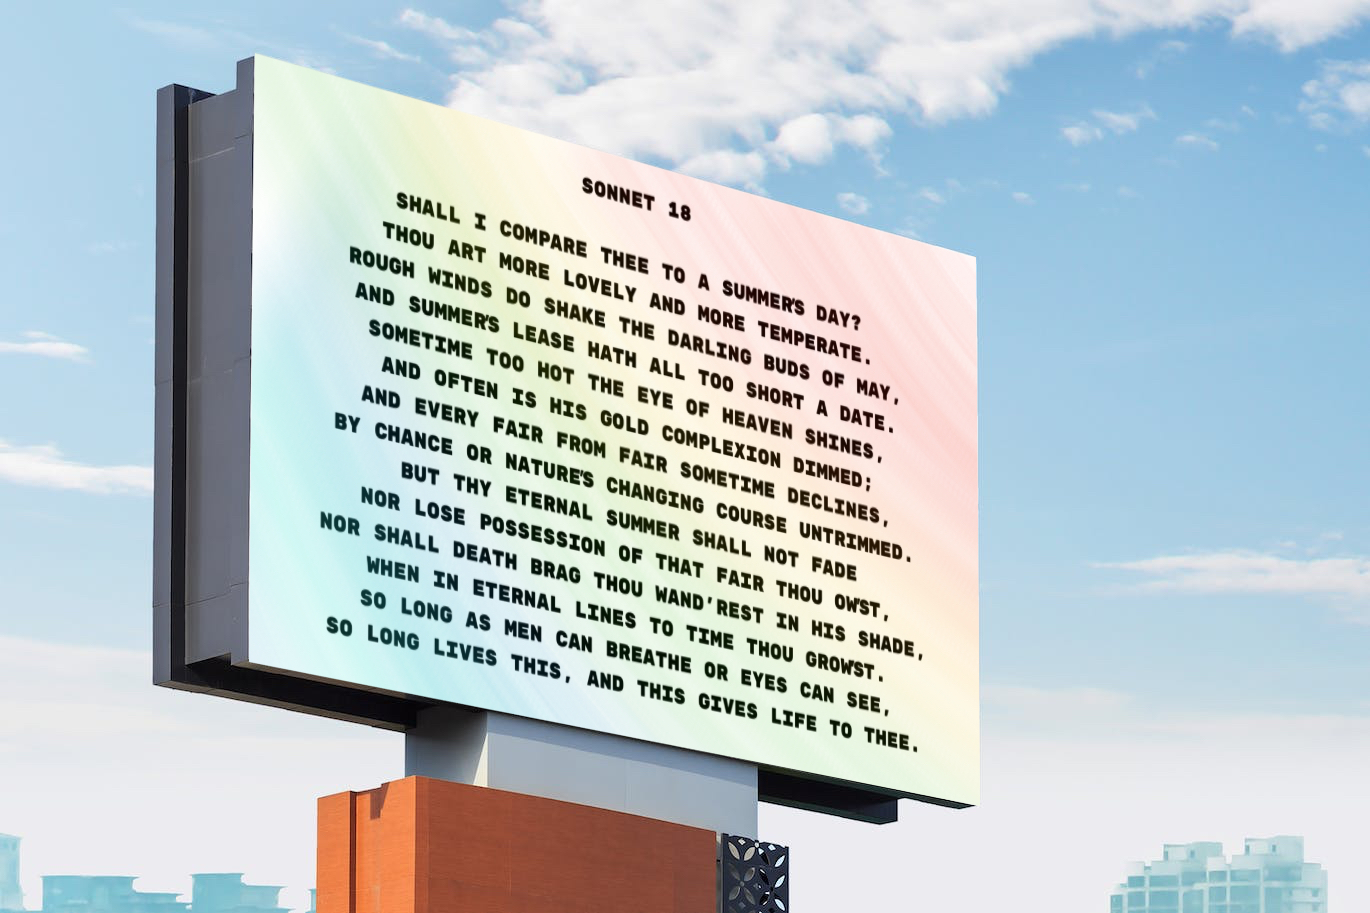 SONNET 18
SHALL I COMPARE THEE TO A SUMMER'S DAY?
THOU ART MORE LOVELY AND MORE TEMPERATE.
ROUGH WINDS DO SHAKE THE DARLING BUDS OF MAY,
AND SUMMER'S LEASE HATH ALL TOO SHORT A DATE.
SOMETIME TOO HOT THE EYE OF HEAVEN SHINES,
AND OFTEN IS HIS GOLD COMPLEXION DIMMED;
AND EVERY FAIR FROM FAIR SOMETIME DECLINES,
BY CHANCE OR NATURE'S CHANGING COURSE UNTRIMMED.
BUT THY ETERNAL SUMMER SHALL NOT FADE
NOR LOSE POSSESSION OF THAT FAIR THOU OW'ST,
NOR SHALL DEATH BRAG THOU WAND'REST IN HIS SHADE,
WHEN IN ETERNAL LINES TO TIME THOU GROW'ST.
SO LONG AS MEN CAN BREATHE OR EYES CAN SEE,
SO LONG LIVES THIS, AND THIS GIVES LIFE TO THEE.